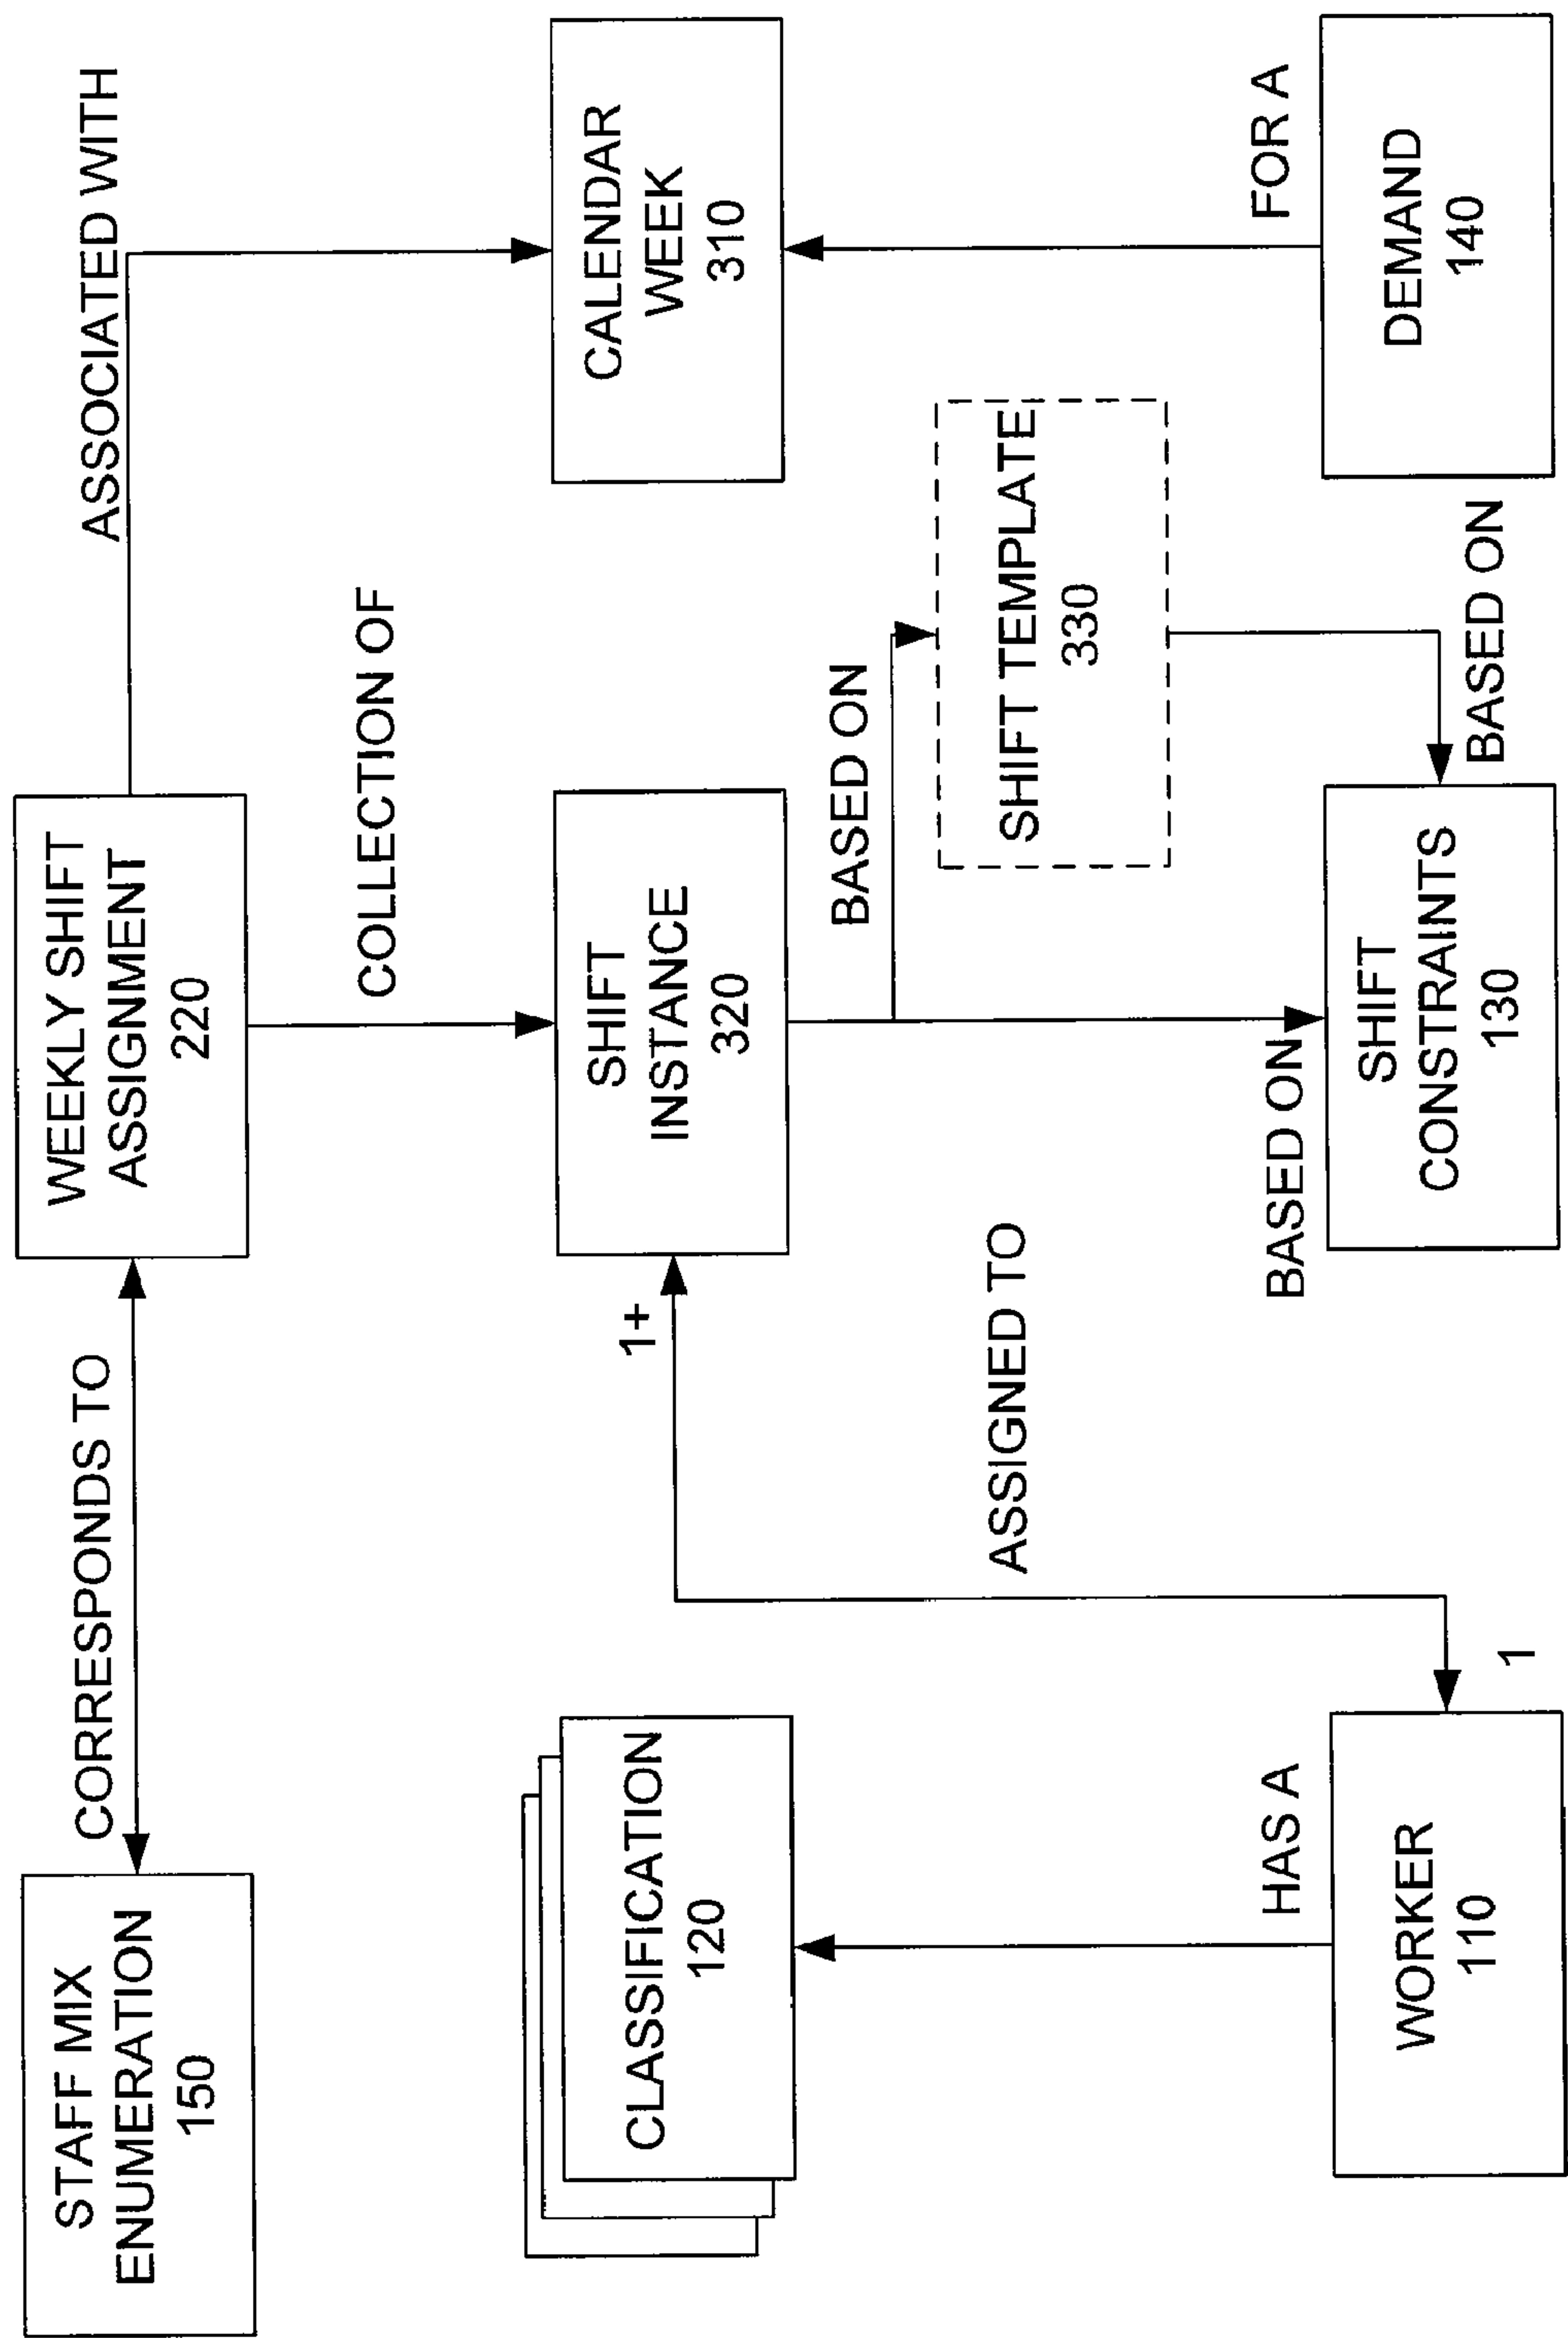 STAFF MIX
ENUMERATION
150
CORRESPONDS TO
WEEKLY SHIFT
ASSIGNMENT
220
ASSOCIATED WITH
COLLECTION OF
CLASSIFICATION
120
1+
SHIFT
INSTANCE
320
CALENDAR
WEEK
310
BASED ON
ASSIGNED TO
SHIFT TEMPLATE
330
HAS A
BASED ON
FOR A
WORKER
110
1
SHIFT
CONSTRAINTS
130
BASED ON
DEMAND
140